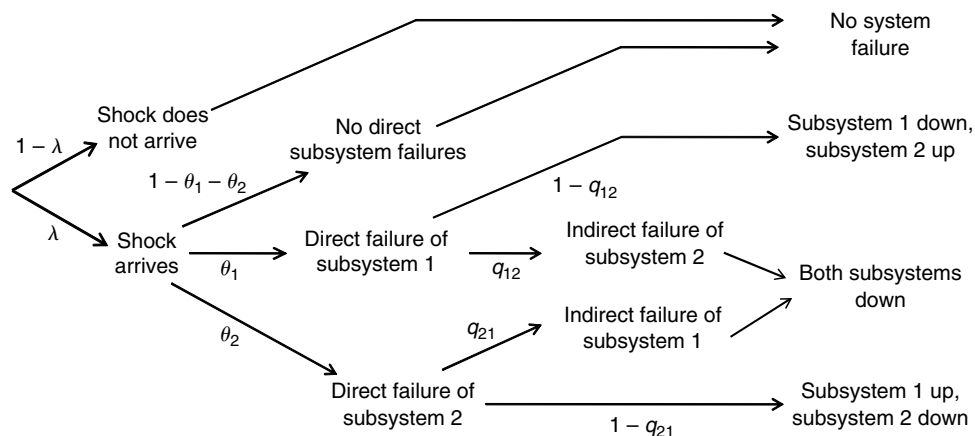 No system
failure
Shock does
not arrive
No direct
subsystem failures
Subsystem 1 down,
subsystem 2 up
1 – λ
1 – θ1 – θ2
1 – q12
λ
Shock
arrives
θ1
Direct failure of
subsystem 1
q12
Indirect failure of
subsystem 2
Both subsystems
down
θ2
q21
Indirect failure of
subsystem 1
Direct failure of
subsystem 2
1 – q21
Subsystem 1 up,
subsystem 2 down